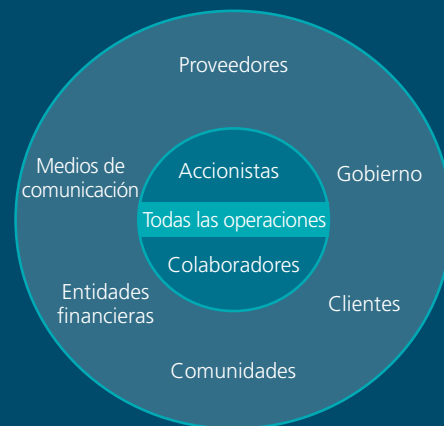 Proveedores
Medios de
comunicación
Accionistas
Gobierno
Todas las operaciones
Colaboradores
Entidades
financieras
Clientes
Comunidades